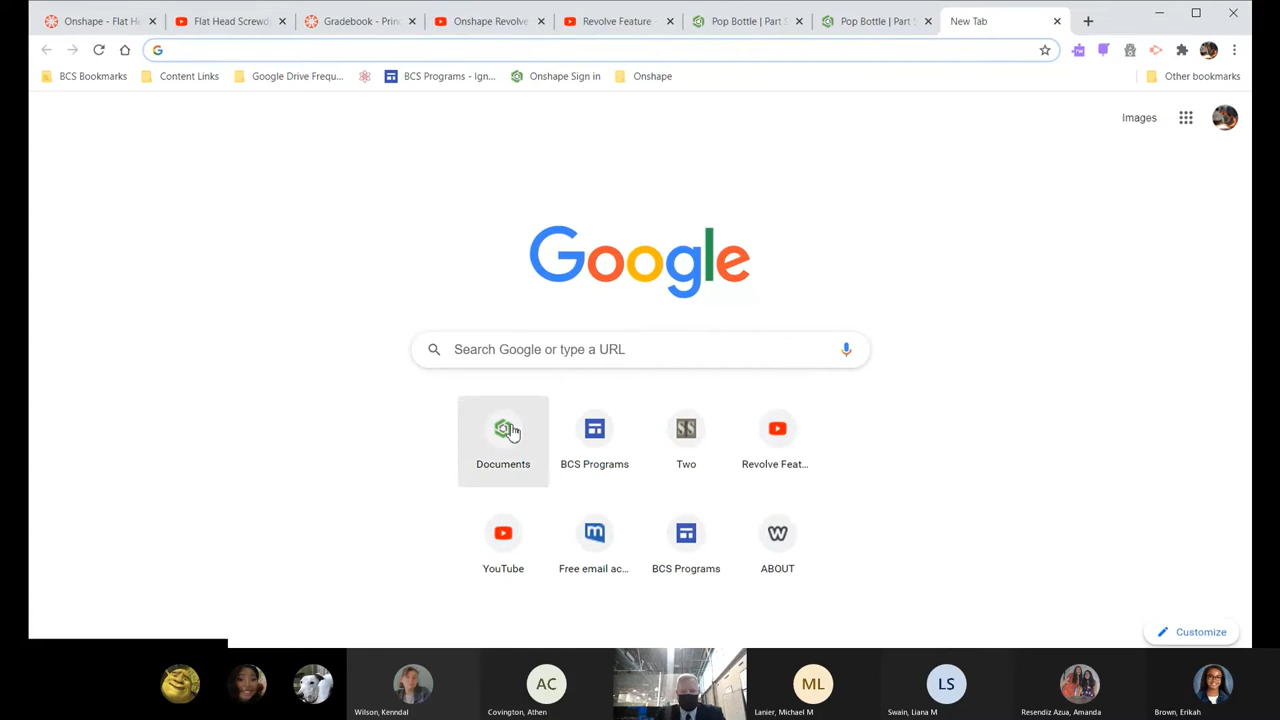 Onshape - Flat He
Flat Head Screwd
Gradebook - Princ
Onshape Revolve
Revolve Feature
Pop Bottle | Part S
Pop Bottle | Part S
New Tab
BCS Bookmarks
Content Links
Google Drive Frequ...
BCS Programs - Ign...
Onshape Sign in
Onshape
Other bookmarks
Images
Google
Search Google or type a URL
Documents
BCS Programs
Two
Revolve Feat...
YouTube
Free email ac...
BCS Programs
ABOUT
Customize
AC
ML
LS
Wilson, Kenndal
Covington, Athen
Lanier, Michael M
Swain, Liana M
Resendiz Azua, Amanda
Brown, Erikah